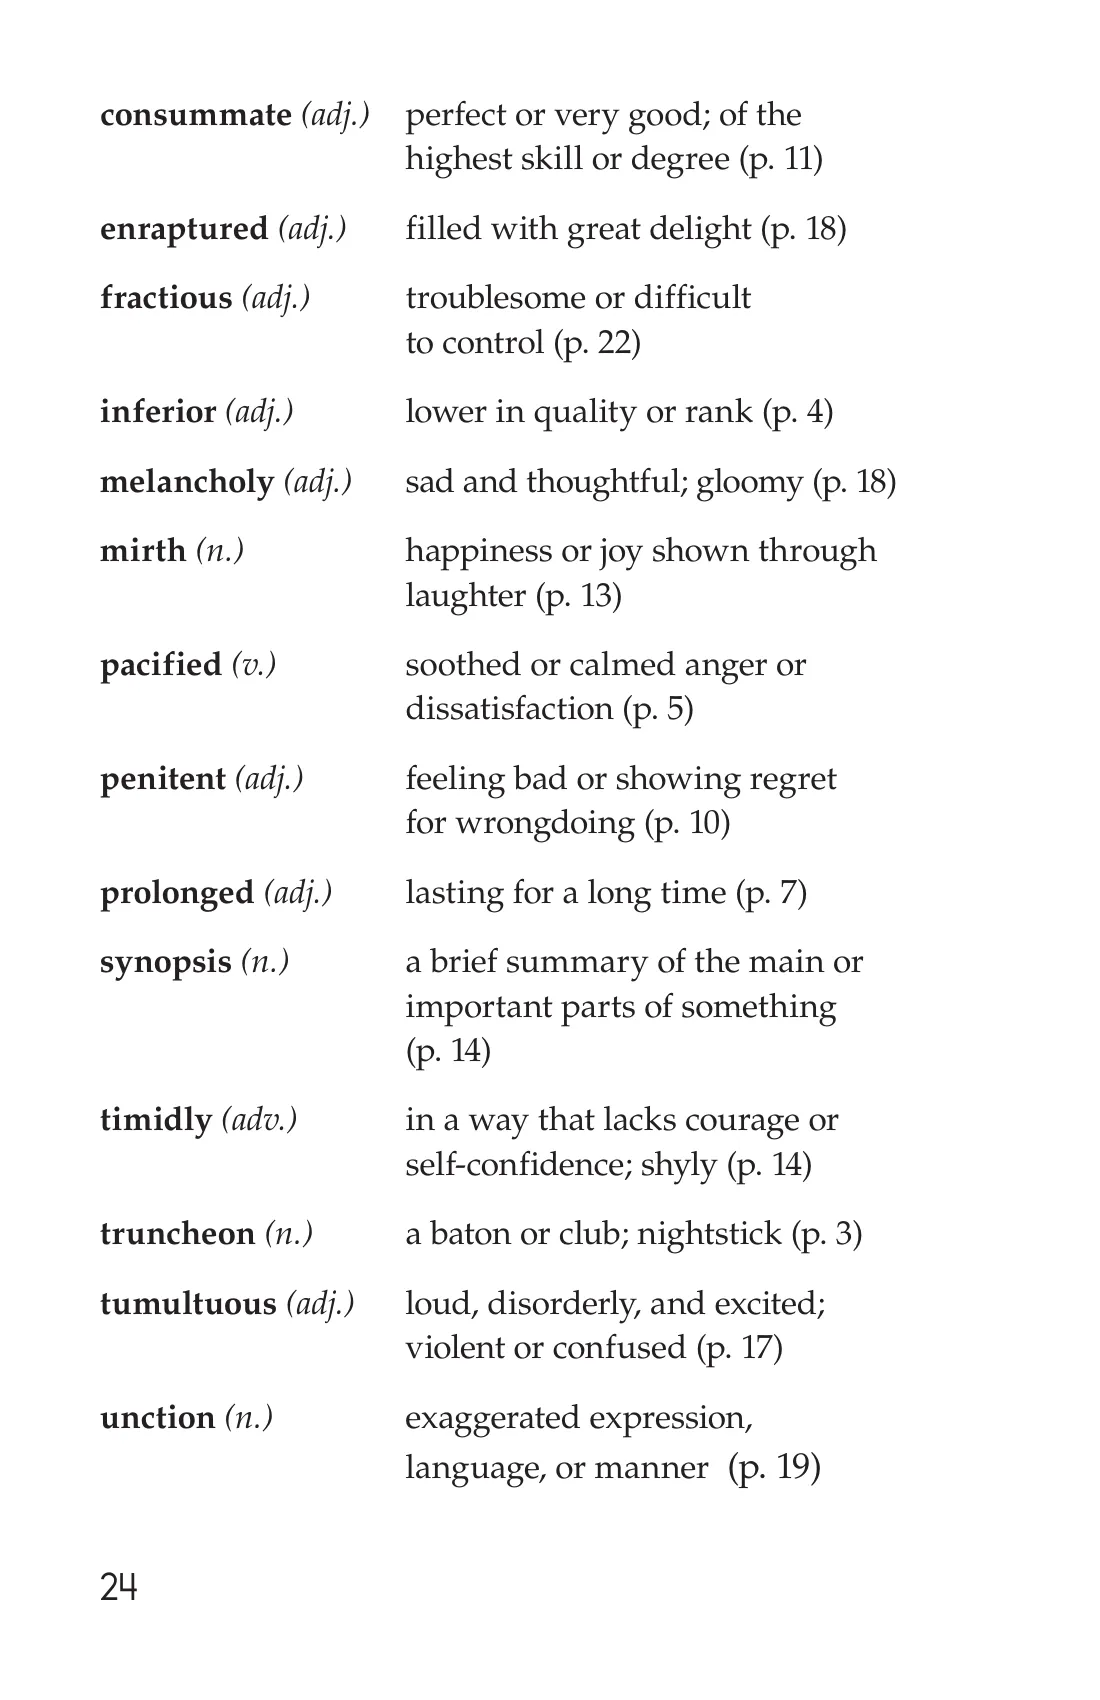 consummate (adj.) perfect or very good; of the
highest skill or degree (p. 11)
enraptured (adj.) filled with great delight (p. 18)
fractious (adj.) troublesome or difficult
to control (p. 22)
inferior (adj.) lower in quality or rank (p. 4)
melancholy (adj.) sad and thoughtful; gloomy (p. 18)
mirth (n.) happiness or joy shown through
laughter (p. 13)
pacified (v.) soothed or calmed anger or
dissatisfaction (p. 5)
penitent (adj.) feeling bad or showing regret
for wrongdoing (p. 10)
prolonged (adj.) lasting for a long time (p. 7)
synopsis (n.) a brief summary of the main or
important parts of something
(p. 14)
timidly (adv.) in a way that lacks courage or
self-confidence; shyly (p. 14)
truncheon (n.) a baton or club; nightstick (p. 3)
tumultuous (adj.) loud, disorderly, and excited;
violent or confused (p. 17)
unction (n.) exaggerated expression,
language, or manner (p. 19)
24